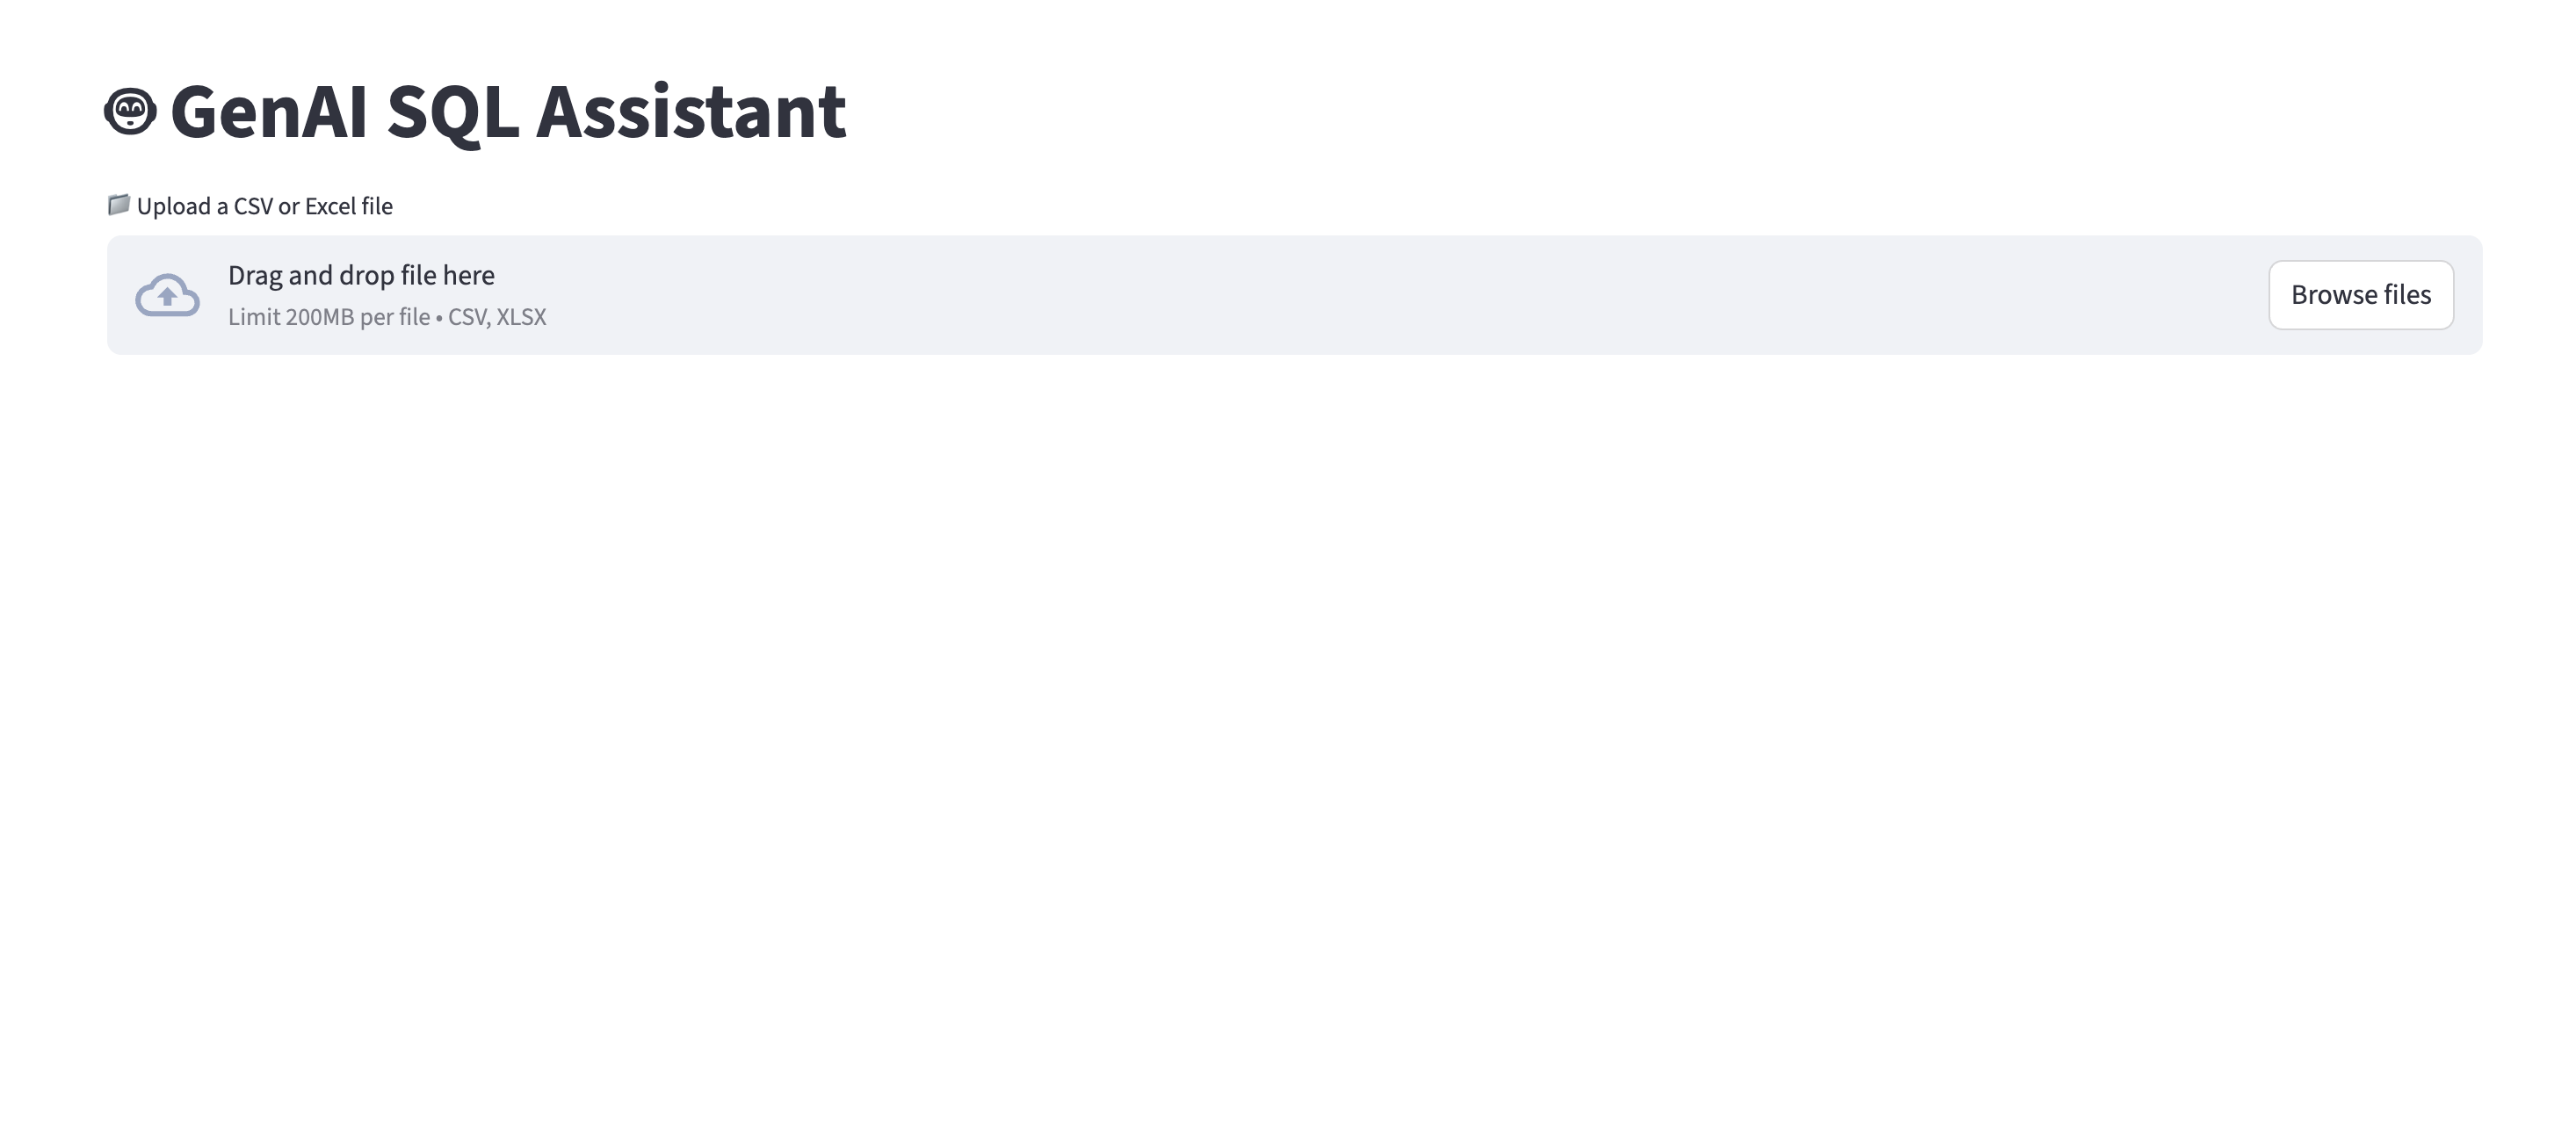 GenAI SQL Assistant
Upload a CSV or Excel file
Drag and drop file here
Limit 200MB per file • CSV, XLSX
Browse files